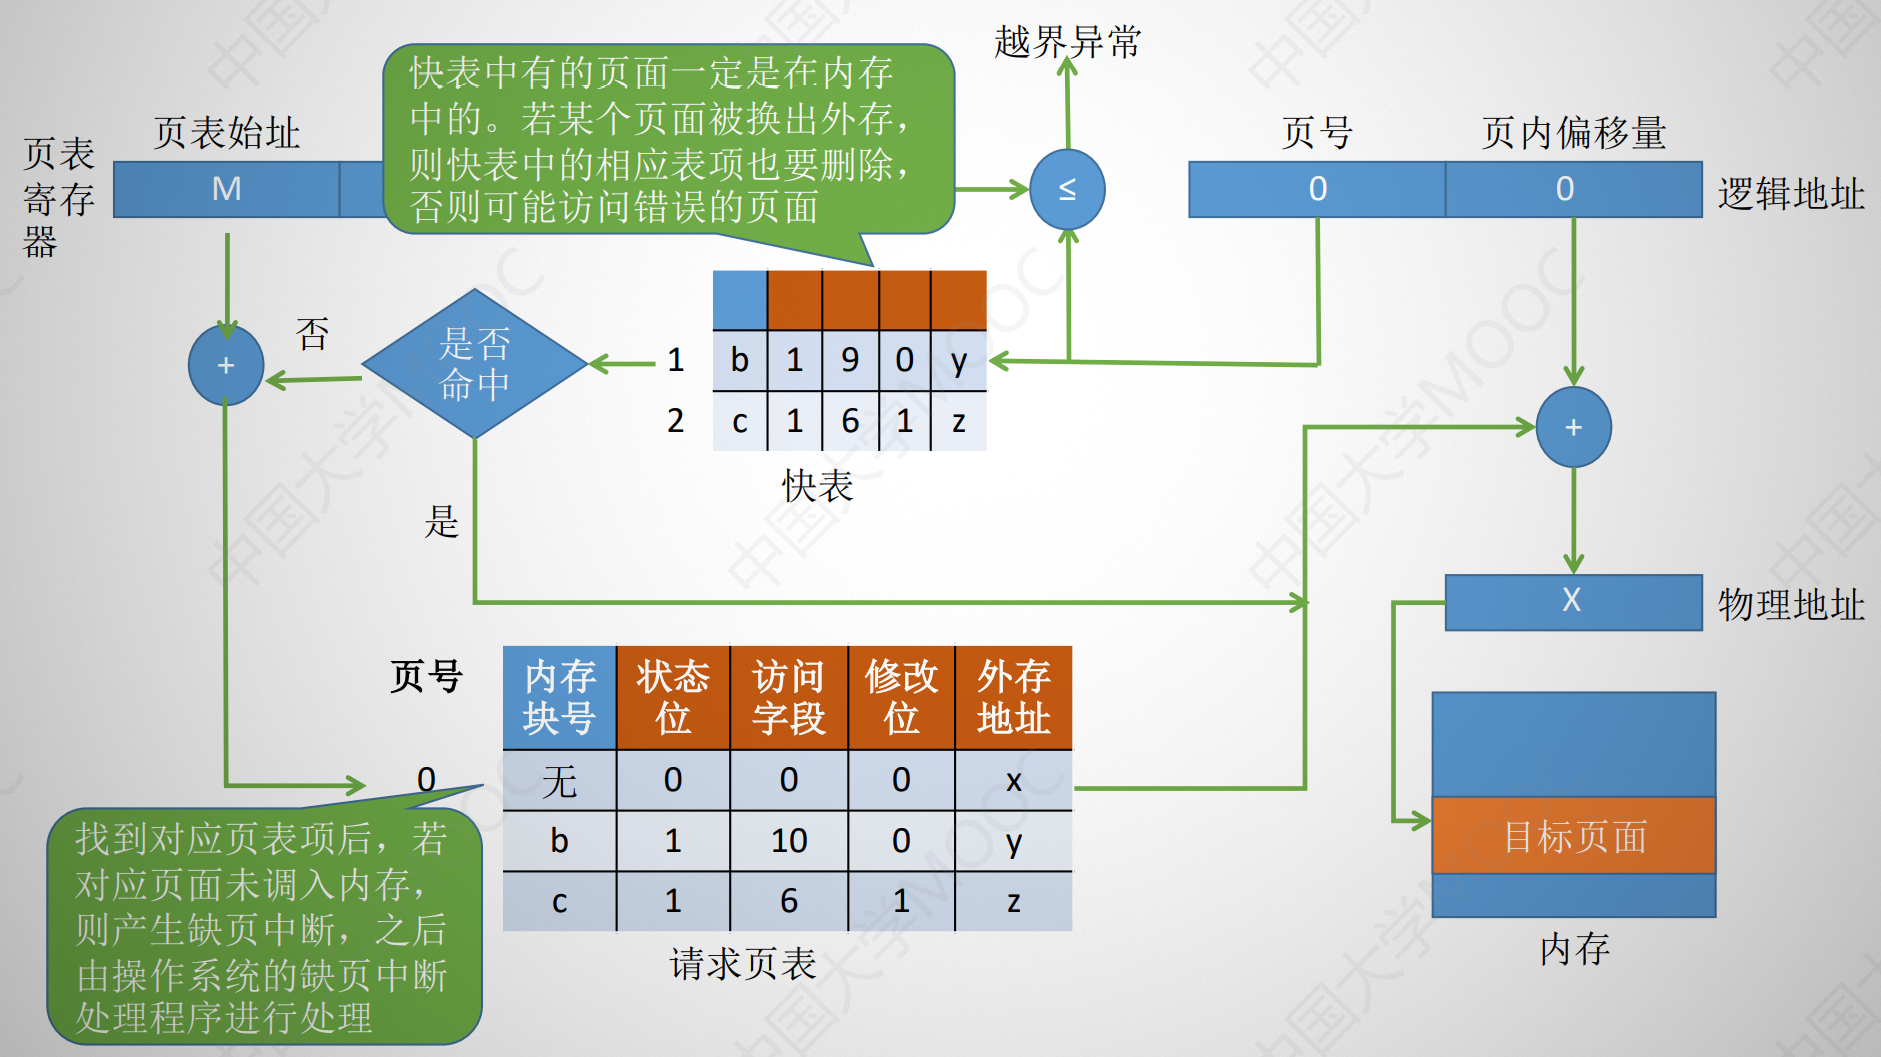 越界异常
快表中有的页面一定是在内存
中的。若某个页面被换出外存，
则快表中的相应表项也要删除，
否则可能访问错误的页面
页表
寄存
器
页表始址
M
≤
页号 页内偏移量
0 0 逻辑地址
+
否
是否
命中
1 b 1 9 0 y
2 c 1 6 1 z
快表
是
+
X 物理地址
页号 内存块号 状态位 访问字段 修改位 外存地址
0 无 0 0 0 x
b 1 10 0 y
c 1 6 1 z
请求页表
找到对应页表项后，若
对应页面未调入内存，
则产生缺页中断，之后
由操作系统的缺页中断
处理程序进行处理
目标页面
内存
中国大学MOOC